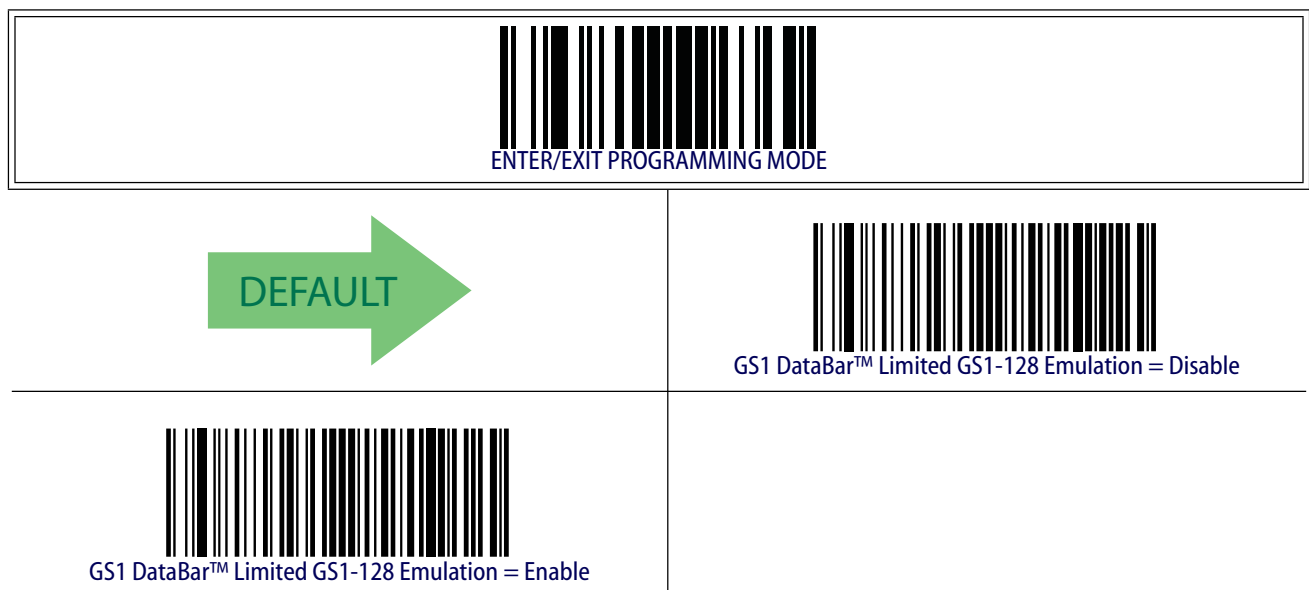 ENTER/EXIT PROGRAMMING MODE
DEFAULT
GS1 DataBar™ Limited GS1-128 Emulation = Disable
GS1 DataBar™ Limited GS1-128 Emulation = Enable